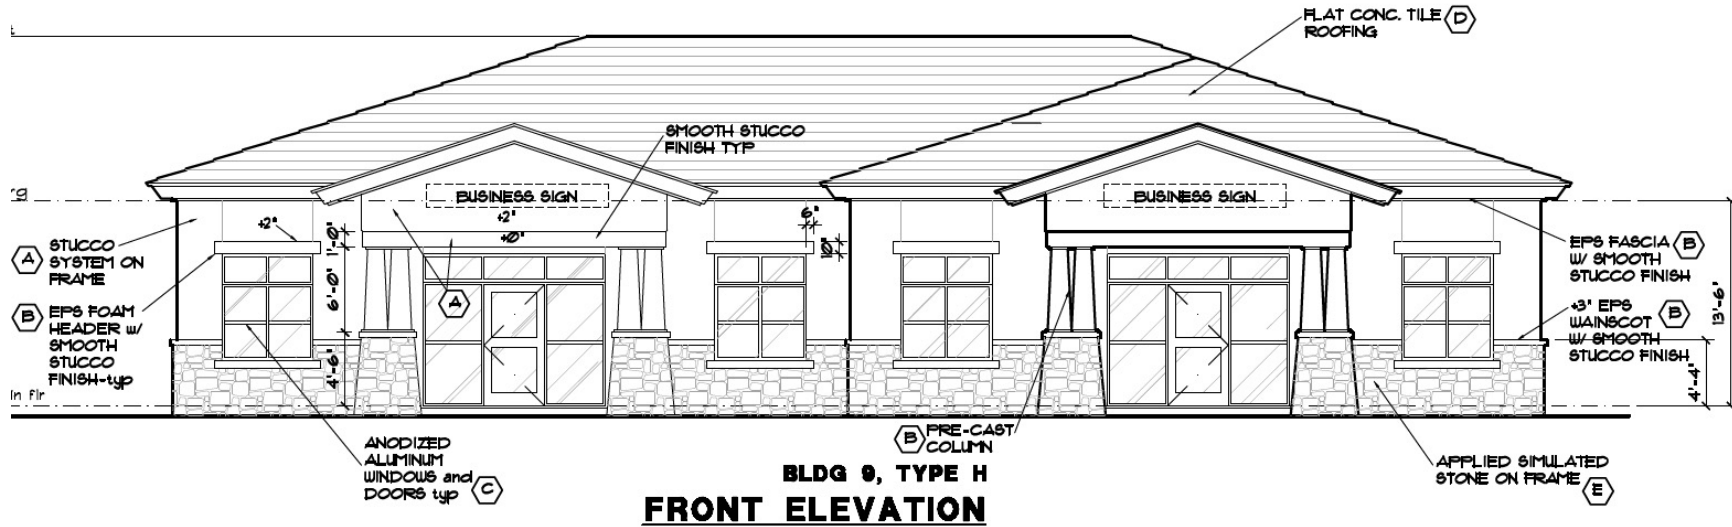 FLAT CONC. TILE D
ROOFING
SMOOTH STUCCO
FINISH TYP
BUSINESS SIGN
+2"
+0"
BUSINESS SIGN
+2"
6"
10"
1'-0"
6'-0"
4'-6"
A STUCCO
SYSTEM ON
FRAME
B EPS FOAM
HEADER w/
SMOOTH
STUCCO
FINISH-typ
A
EPS FASCIA B
W/ SMOOTH
STUCCO FINISH
+3" EPS
WAINSCOT B
W/ SMOOTH
STUCCO FINISH
13'-6"
4'-4"
in flr
ANODIZED
ALUMINUM
WINDOWS and
DOORS typ C
B PRE-CAST
COLUMN
APPLIED SIMULATED
STONE ON FRAME E
BLDG 9, TYPE H
FRONT ELEVATION